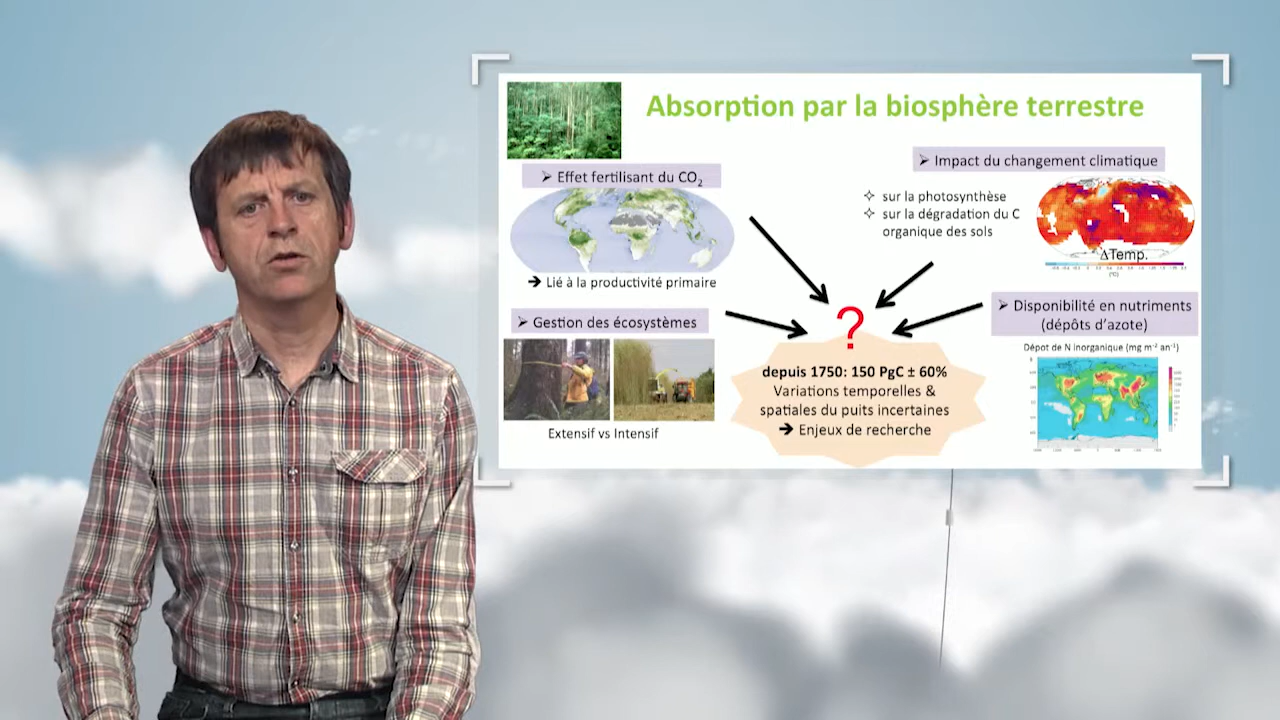 Absorption par la biosphère terrestre
➢ Effet fertilisant du CO₂
➔ Lié à la productivité primaire
➢ Gestion des écosystèmes
Extensif vs Intensif
➢ Impact du changement climatique
✧ sur la photosynthèse
✧ sur la dégradation du C
organique des sols
ΔTemp.
(°C)
➢ Disponibilité en nutriments
(dépôts d'azote)
Dépot de N inorganique (mg m⁻² an⁻¹)
?
depuis 1750: 150 PgC ± 60%
Variations temporelles &
spatiales du puits incertaines
➔ Enjeux de recherche